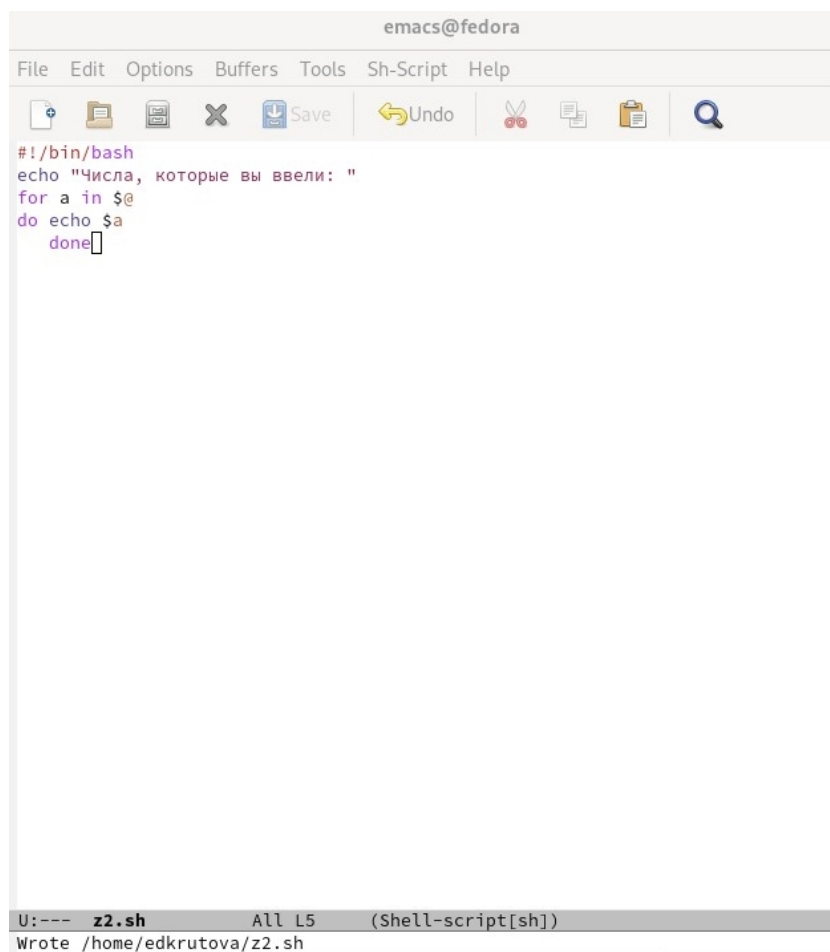 emacs@fedora
File Edit Options Buffers Tools Sh-Script Help
Save Undo
#!/bin/bash
echo "Числа, которые вы ввели: "
for a in $@
do echo $a
   done
U:--- z2.sh All L5 (Shell-script[sh])
Wrote /home/edkrutova/z2.sh